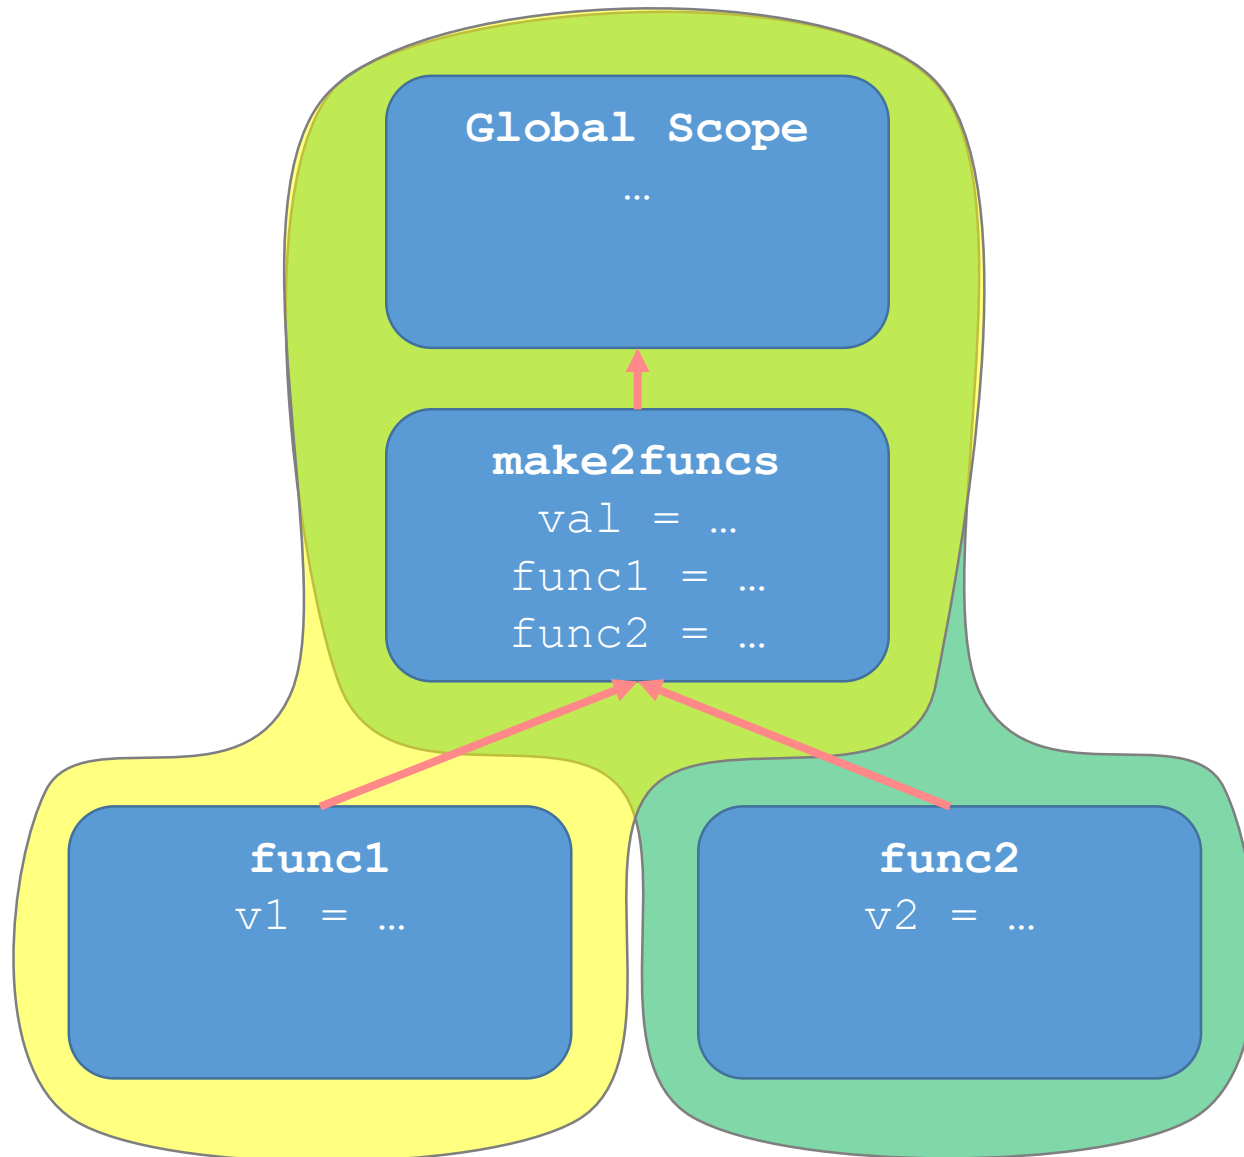 Global Scope
…
make2funcs
val = …
func1 = …
func2 = …
func1
v1 = …
func2
v2 = …